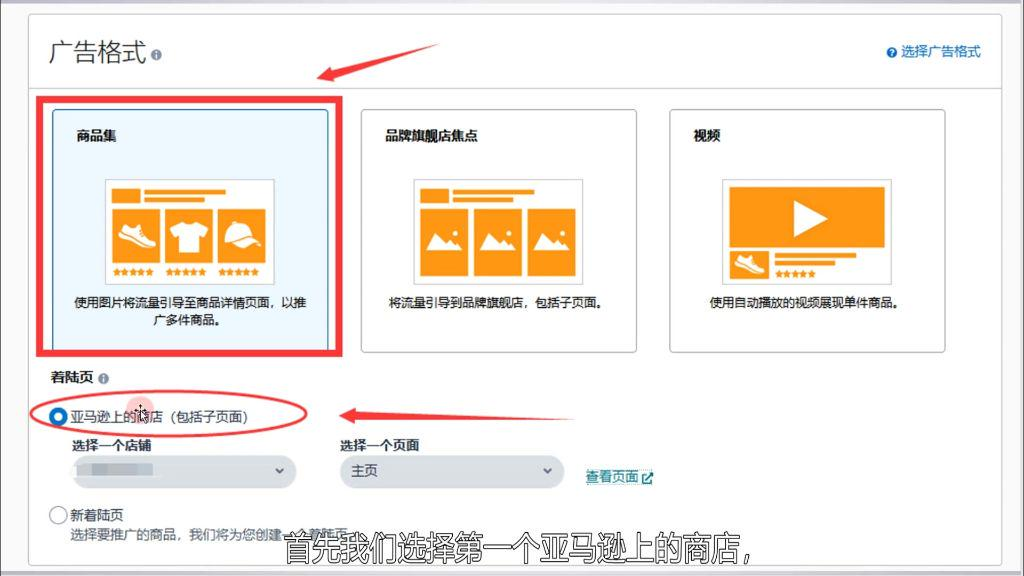 广告格式
选择广告格式
商品集
使用图片将流量引导至商品详情页面，以推
广多件商品。
品牌旗舰店焦点
将流量引导到品牌旗舰店，包括子页面。
视频
使用自动播放的视频展现单件商品。
着陆页
亚马逊上的商店（包括子页面）
选择一个店铺
选择一个页面
主页
查看页面
新着陆页
选择要推广的商品，我们将为您创建一个着陆页
首先我们选择第一个亚马逊上的商店，